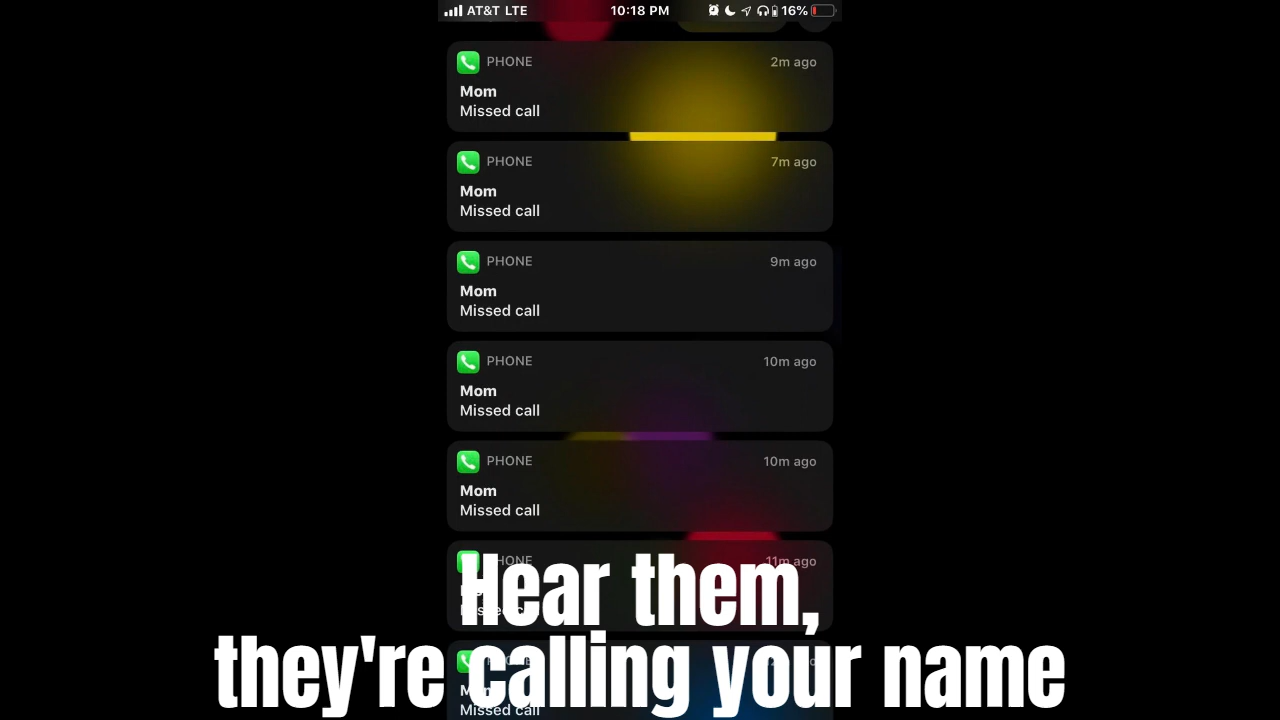 AT&T LTE 10:18 PM 16%
PHONE 2m ago
Mom
Missed call
PHONE 7m ago
Mom
Missed call
PHONE 9m ago
Mom
Missed call
PHONE 10m ago
Mom
Missed call
PHONE 10m ago
Mom
Missed call
11m ago
Hear them,
they're calling your name
Missed call